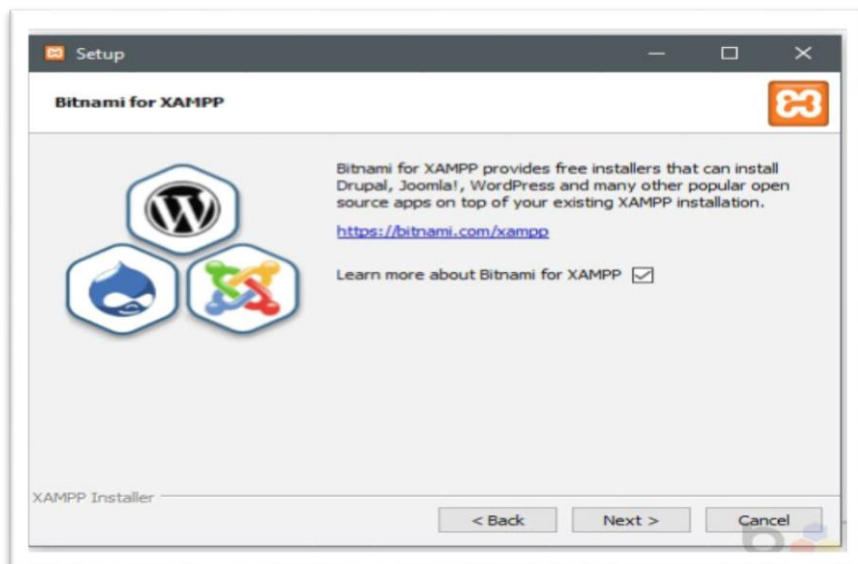 Setup
Bitnami for XAMPP
Bitnami for XAMPP provides free installers that can install
Drupal, Joomla!, WordPress and many other popular open
source apps on top of your existing XAMPP installation.
https://bitnami.com/xampp
Learn more about Bitnami for XAMPP
XAMPP Installer
< Back
Next >
Cancel